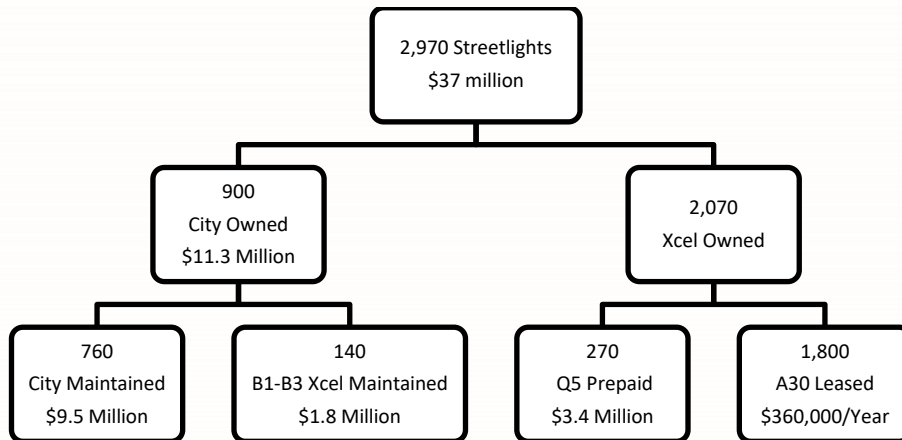 2,970 Streetlights
$37 million
900
City Owned
$11.3 Million
2,070
Xcel Owned
760
City Maintained
$9.5 Million
140
B1-B3 Xcel Maintained
$1.8 Million
270
Q5 Prepaid
$3.4 Million
1,800
A30 Leased
$360,000/Year